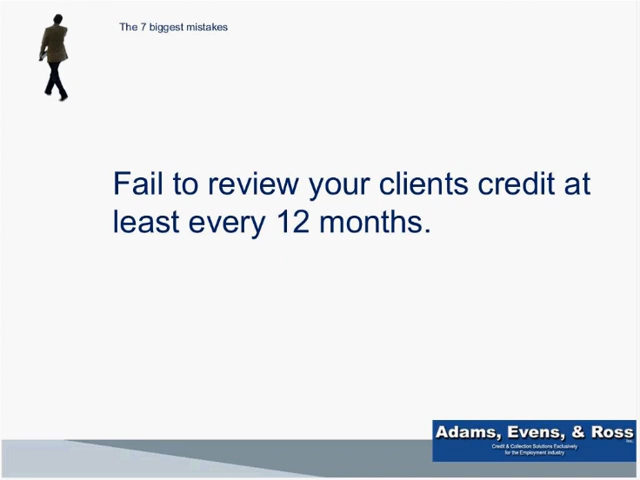 The 7 biggest mistakes
Fail to review your clients credit at
least every 12 months.
Adams, Evens, & Ross
Inc.
Credit & Collection Solutions Exclusively
for the Employment Industry